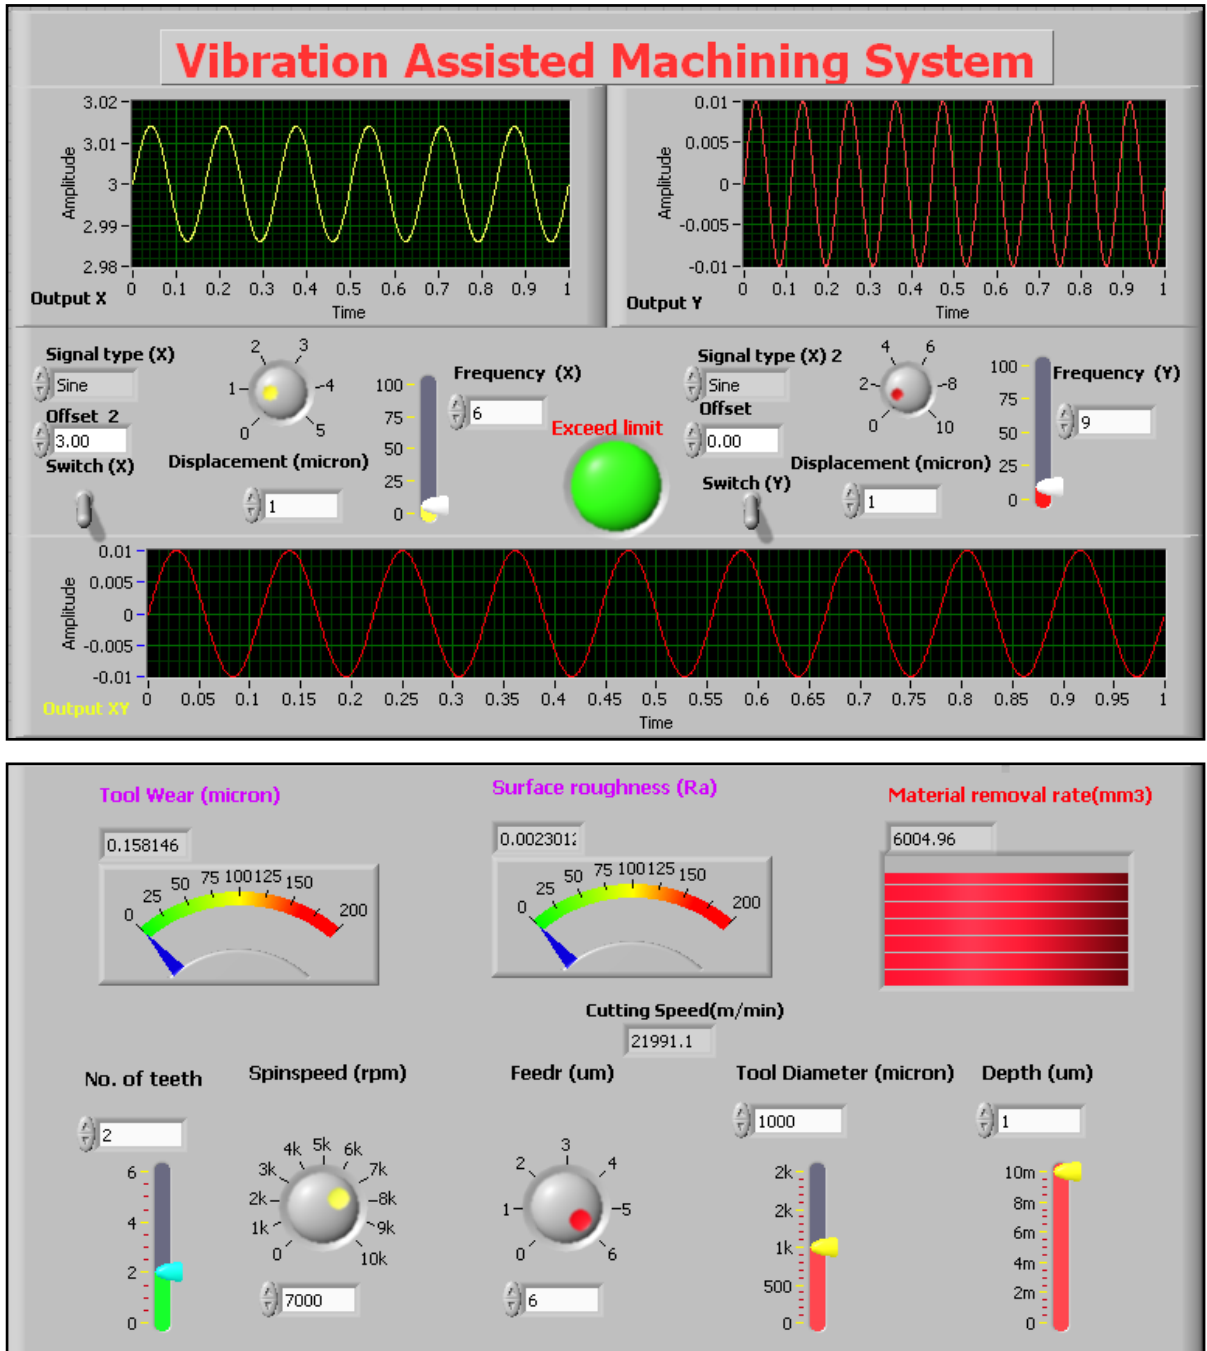 Vibration Assisted Machining System
3.02
3.01
3
2.99
2.98
Amplitude
0 0.1 0.2 0.3 0.4 0.5 0.6 0.7 0.8 0.9 1
Time
Output X
0.01
0.005
0
-0.005
-0.01
Amplitude
0 0.1 0.2 0.3 0.4 0.5 0.6 0.7 0.8 0.9 1
Time
Output Y
Signal type (X)
Sine
Offset 2
3.00
Switch (X)
0 1 2 3 4 5
Displacement (micron)
1
100
75
50
25
0
Frequency (X)
6
Exceed limit
Signal type (X) 2
Sine
Offset
0.00
Switch (Y)
0 2 4 6 8 10
Displacement (micron)
1
100
75
50
25
0
Frequency (Y)
9
0.01
0.005
0
-0.005
-0.01
Amplitude
0 0.05 0.1 0.15 0.2 0.25 0.3 0.35 0.4 0.45 0.5 0.55 0.6 0.65 0.7 0.75 0.8 0.85 0.9 0.95 1
Time
Output XY
Tool Wear (micron)
0.158146
0 25 50 75 100 125 150 200
Surface roughness (Ra)
0.002301
0 25 50 75 100 125 150 200
Material removal rate(mm3)
6004.96
Cutting Speed(m/min)
21991.1
No. of teeth
2
6
4
2
0
Spinspeed (rpm)
0 1k 2k 3k 4k 5k 6k 7k 8k 9k 10k
7000
Feedr (um)
0 1 2 3 4 5 6
6
Tool Diameter (micron)
1000
2k
2k
1k
500
0
Depth (um)
1
10m
8m
6m
4m
2m
0